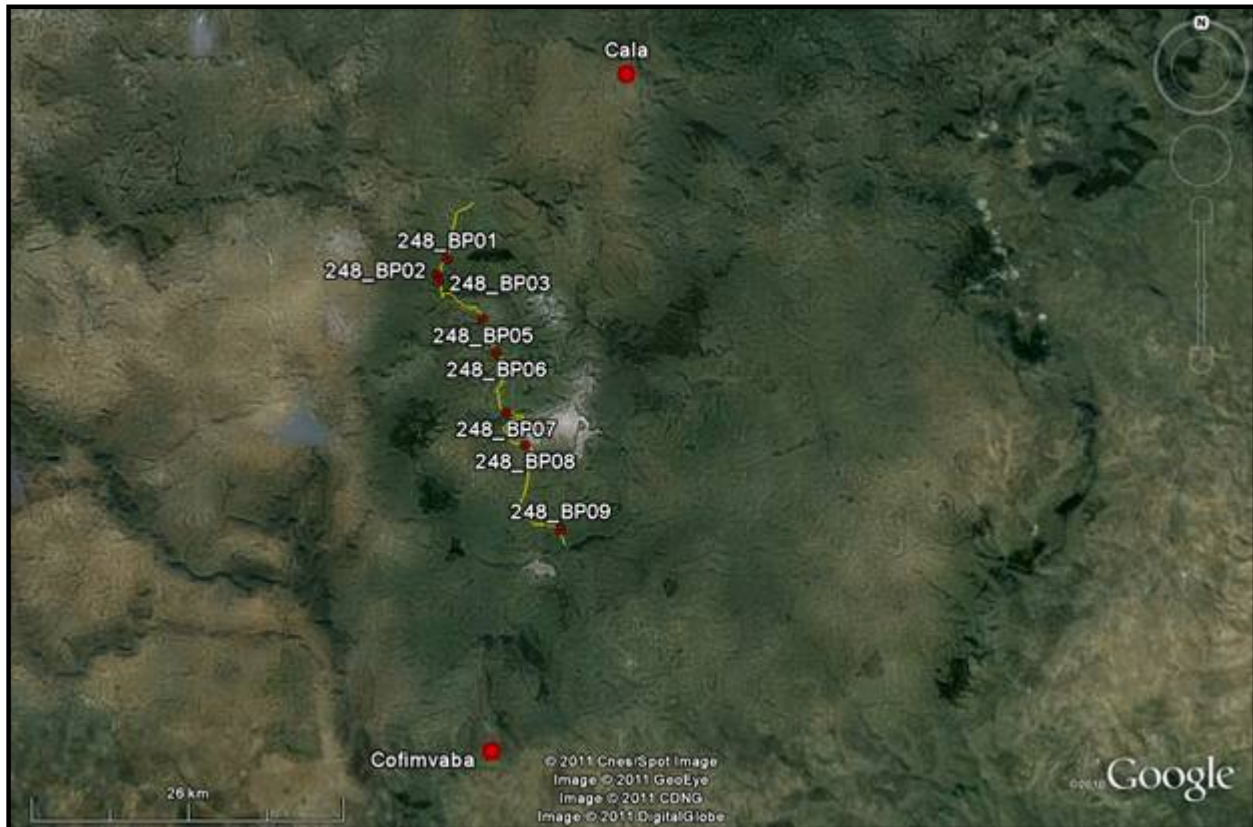 N
Cala
248_BP01
248_BP02
248_BP03
248_BP05
248_BP06
248_BP07
248_BP08
248_BP09
Cofimvaba
26 km
© 2011 Cnes/Spot Image
Image © 2011 GeoEye
Image © 2011 CDNG
Image © 2011 DigitalGlobe
©2010 Google